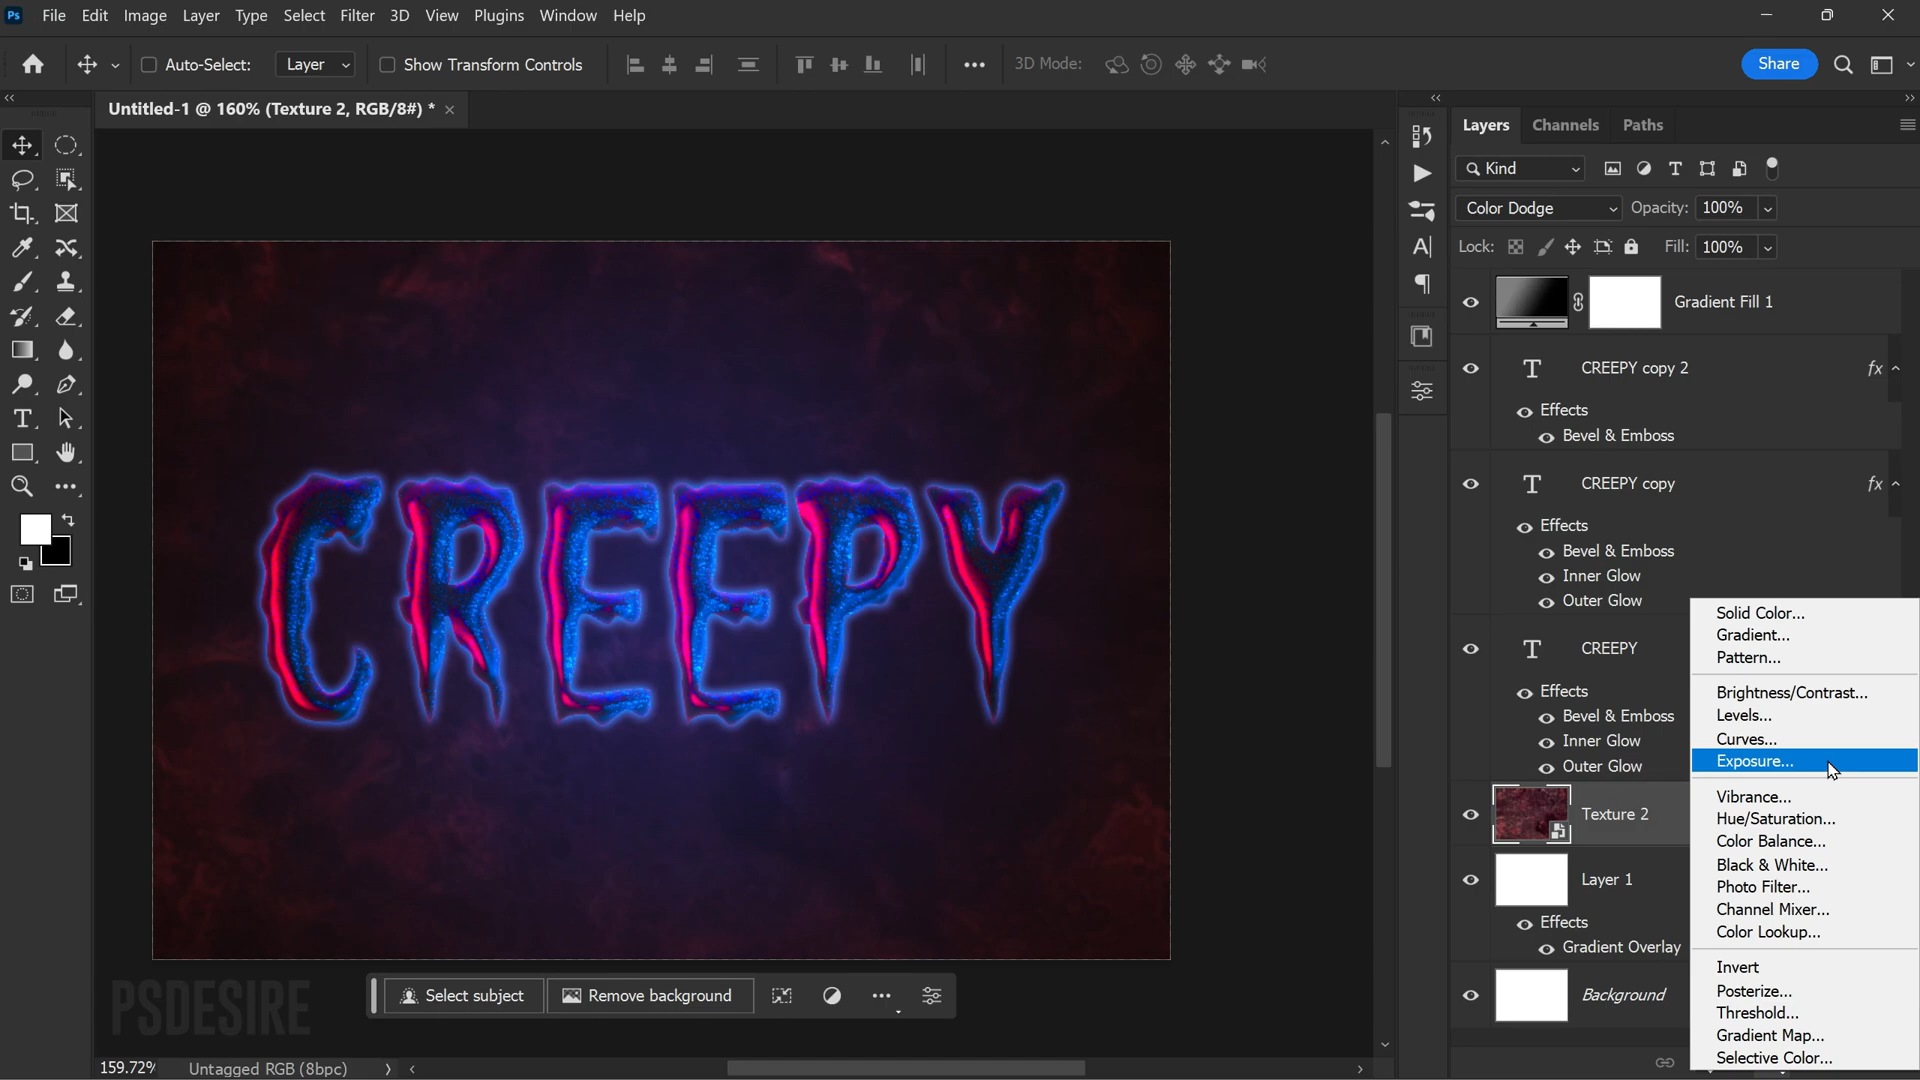 Ps File Edit Image Layer Type Select Filter 3D View Plugins Window Help
Auto-Select: Layer Show Transform Controls 3D Mode: Share
Untitled-1 @ 160% (Texture 2, RGB/8#) *
CREEPY
PSDESIRE
Select subject Remove background
159.72% Untagged RGB (8bpc)
Layers Channels Paths
Kind
Color Dodge Opacity: 100%
Lock: Fill: 100%
Gradient Fill 1
CREEPY copy 2 fx
Effects
Bevel & Emboss
CREEPY copy fx
Effects
Bevel & Emboss
Inner Glow
Outer Glow
CREEPY
Effects
Bevel & Emboss
Inner Glow
Outer Glow
Texture 2
Layer 1
Effects
Gradient Overlay
Background
Solid Color...
Gradient...
Pattern...
Brightness/Contrast...
Levels...
Curves...
Exposure...
Vibrance...
Hue/Saturation...
Color Balance...
Black & White...
Photo Filter...
Channel Mixer...
Color Lookup...
Invert
Posterize...
Threshold...
Gradient Map...
Selective Color...